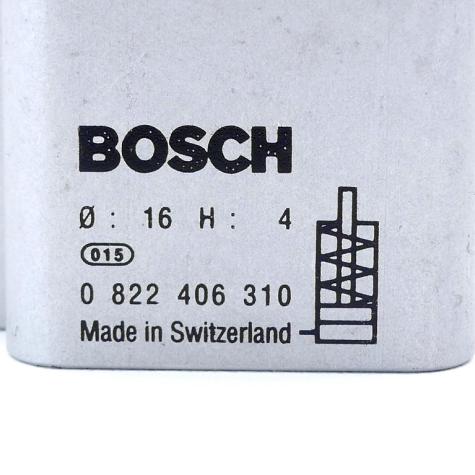 BOSCH
Ø : 16 H : 4
015
0 822 406 310
Made in Switzerland